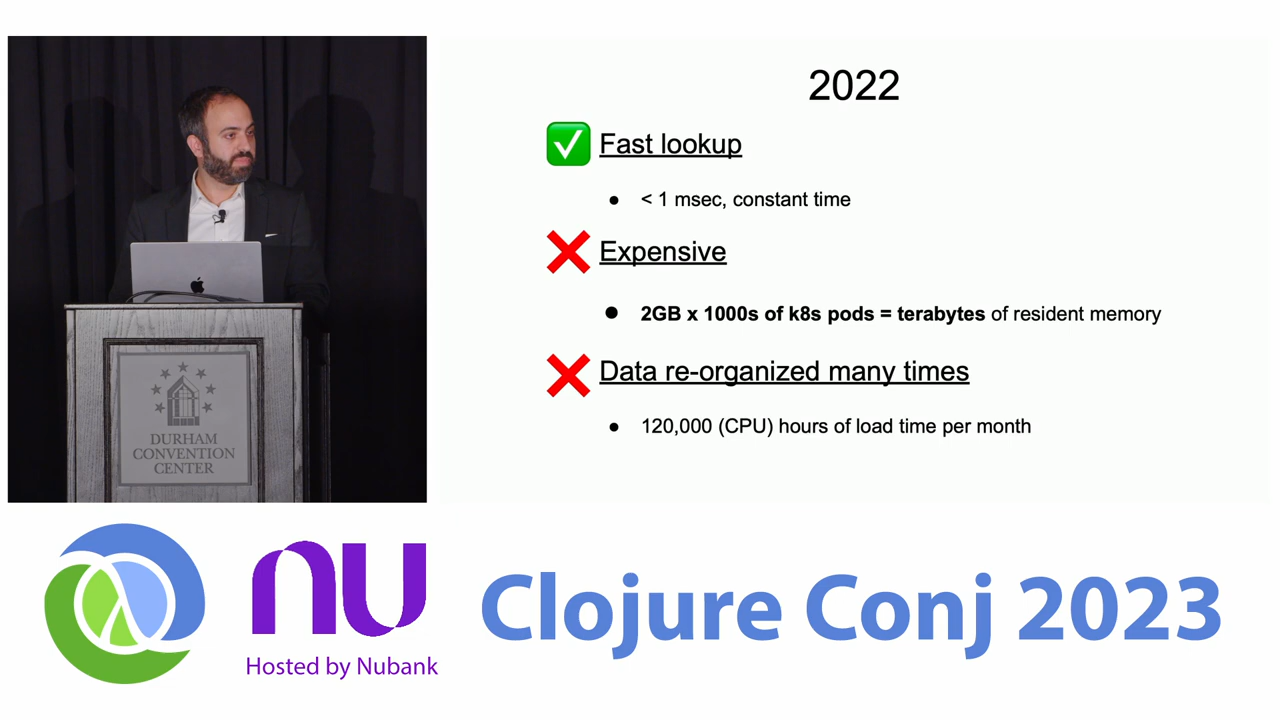 2022
Fast lookup
< 1 msec, constant time
Expensive
2GB x 1000s of k8s pods = terabytes of resident memory
Data re-organized many times
120,000 (CPU) hours of load time per month
DURHAM
CONVENTION
CENTER
nu
Hosted by Nubank
Clojure Conj 2023